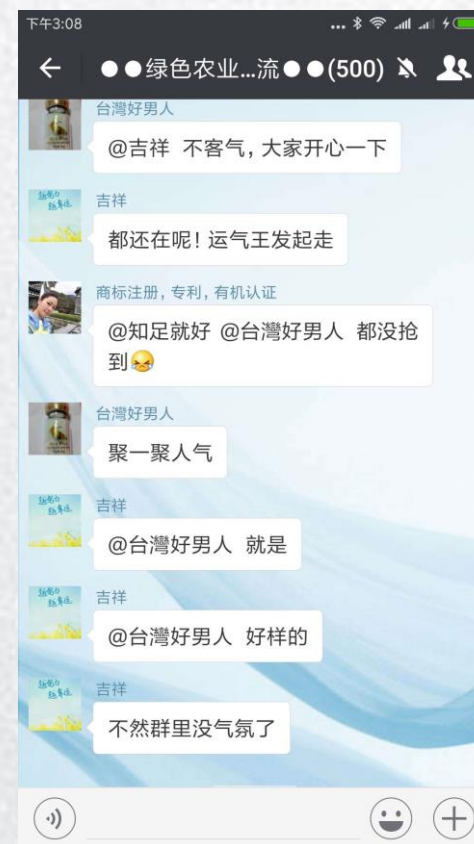 下午3:08
●●绿色农业...流●●(500)
台灣好男人
@吉祥 不客气，大家开心一下
吉祥
都还在呢！运气王发起走
商标注册，专利，有机认证
@知足就好 @台灣好男人 都没抢
到
台灣好男人
聚一聚人气
吉祥
@台灣好男人 就是
吉祥
@台灣好男人 好样的
吉祥
不然群里没气氛了